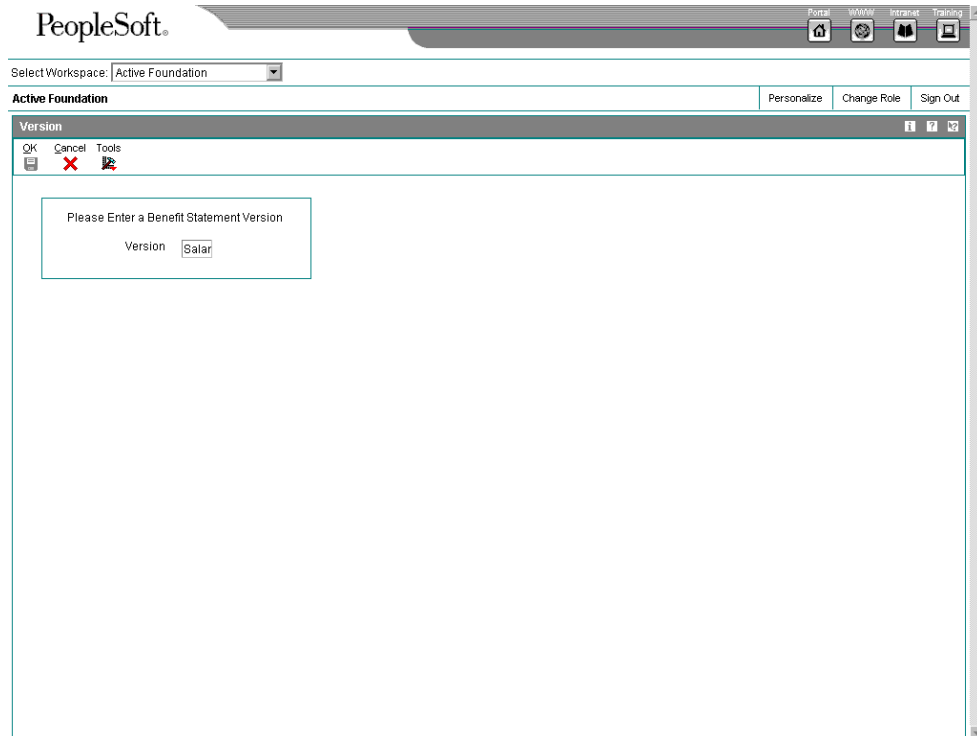 PeopleSoft®
Portal WWW Intranet Training
Select Workspace: Active Foundation
Active Foundation Personalize Change Role Sign Out
Version
OK Cancel Tools
Please Enter a Benefit Statement Version
Version Salar